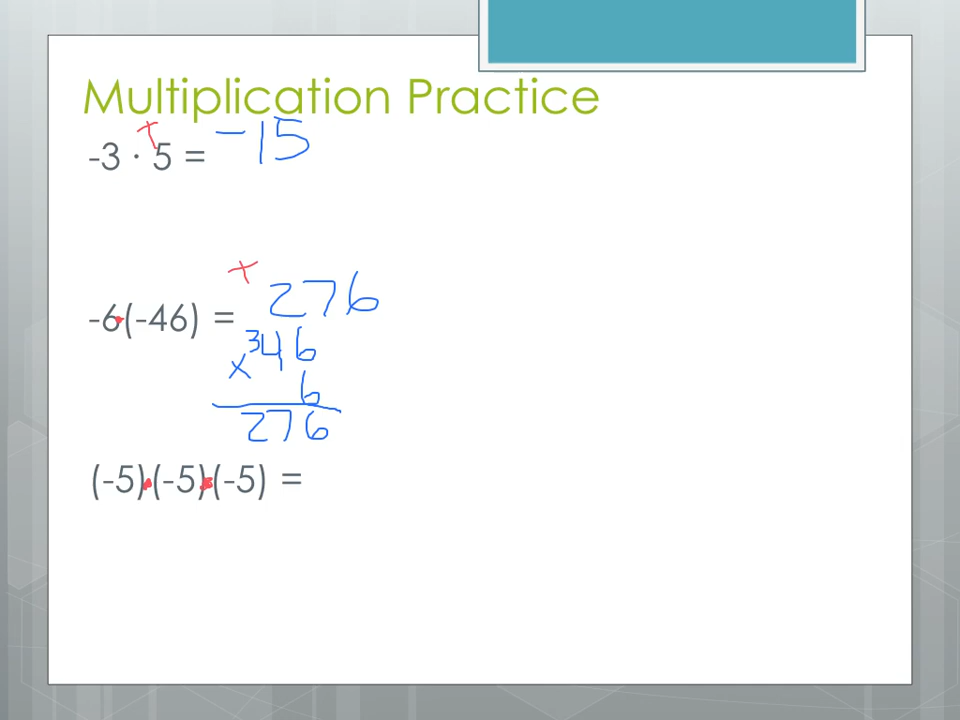 Multiplication Practice
+
-3 · 5 = -15
+
-6·(-46) = 276
³46
x 6
276
(-5)·(-5)·(-5) =